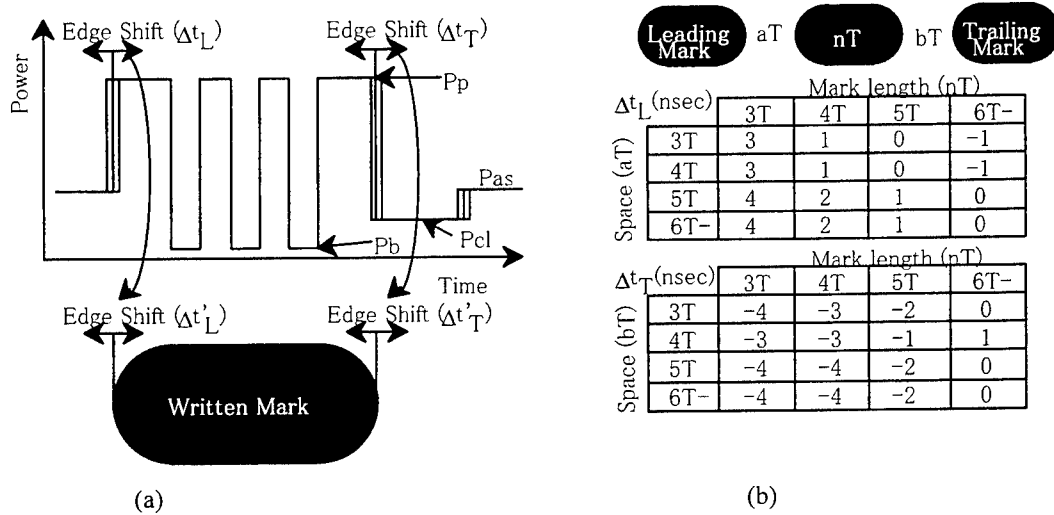 Edge Shift (Δt_L)
Edge Shift (Δt_T)
Power
Pp
Pas
Pb
Pcl
Time
Edge Shift (Δt'_L)
Edge Shift (Δt'_T)
Written Mark
(a)
Leading Mark aT nT bT Trailing Mark
Mark length (nT)
Δt_L(nsec) 3T 4T 5T 6T-
Space (aT)
3T 3 1 0 -1
4T 3 1 0 -1
5T 4 2 1 0
6T- 4 2 1 0
Mark length (nT)
Δt_T(nsec) 3T 4T 5T 6T-
Space (bT)
3T -4 -3 -2 0
4T -3 -3 -1 1
5T -4 -4 -2 0
6T- -4 -4 -2 0
(b)